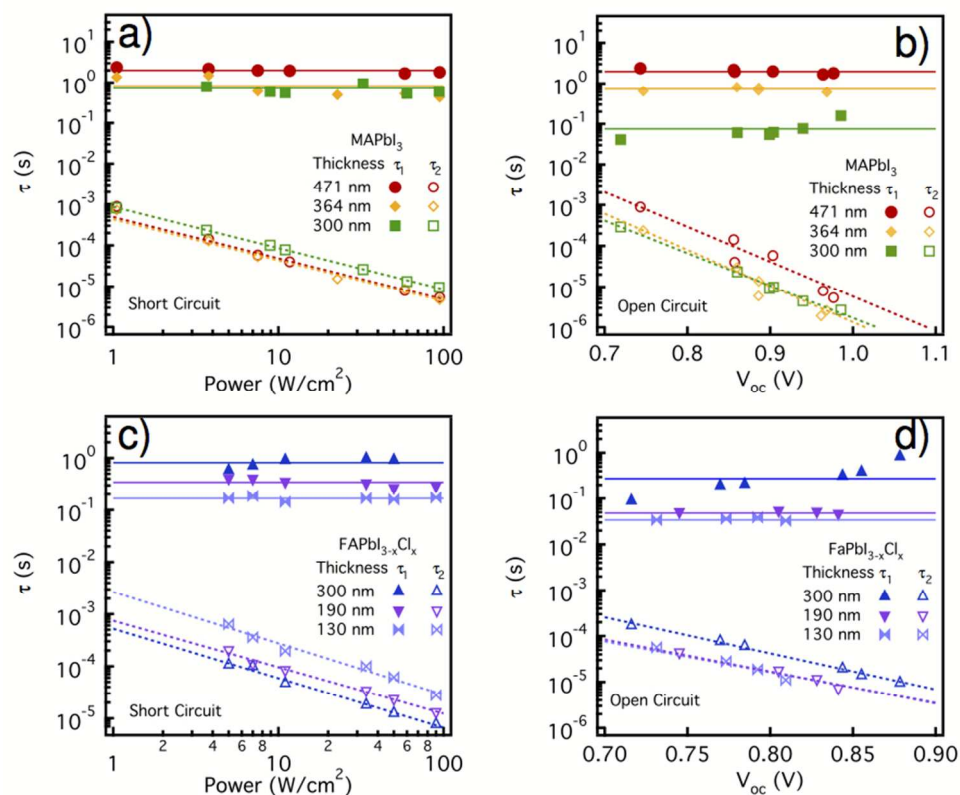 a)
τ (s)
10^1
10^0
10^-1
10^-2
10^-3
10^-4
10^-5
10^-6
MAPbI3
Thickness τ1 τ2
471 nm
364 nm
300 nm
Short Circuit
1 10 100
Power (W/cm^2)
b)
τ (s)
10^1
10^0
10^-1
10^-2
10^-3
10^-4
10^-5
10^-6
MAPbI3
Thickness τ1 τ2
471 nm
364 nm
300 nm
Open Circuit
0.7 0.8 0.9 1.0 1.1
Voc (V)
c)
τ (s)
10^0
10^-1
10^-2
10^-3
10^-4
10^-5
FAPbI3-xClx
Thickness τ1 τ2
300 nm
190 nm
130 nm
Short Circuit
1 2 4 6 8 10 2 4 6 8 100
Power (W/cm^2)
d)
τ (s)
10^0
10^-1
10^-2
10^-3
10^-4
10^-5
10^-6
FaPbI3-xClx
Thickness τ1 τ2
300 nm
190 nm
130 nm
Open Circuit
0.70 0.75 0.80 0.85 0.90
Voc (V)